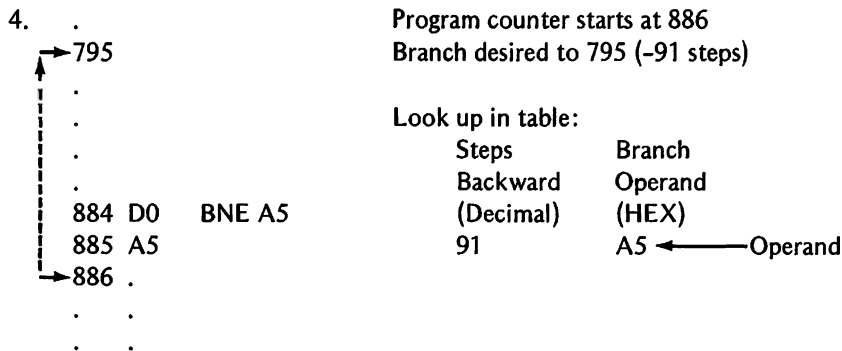 4. . Program counter starts at 886
795 Branch desired to 795 (–91 steps)
.
. Look up in table:
. Steps Branch
. Backward Operand
884 D0 BNE A5 (Decimal) (HEX)
885 A5 91 A5 Operand
886 .
. .
. .